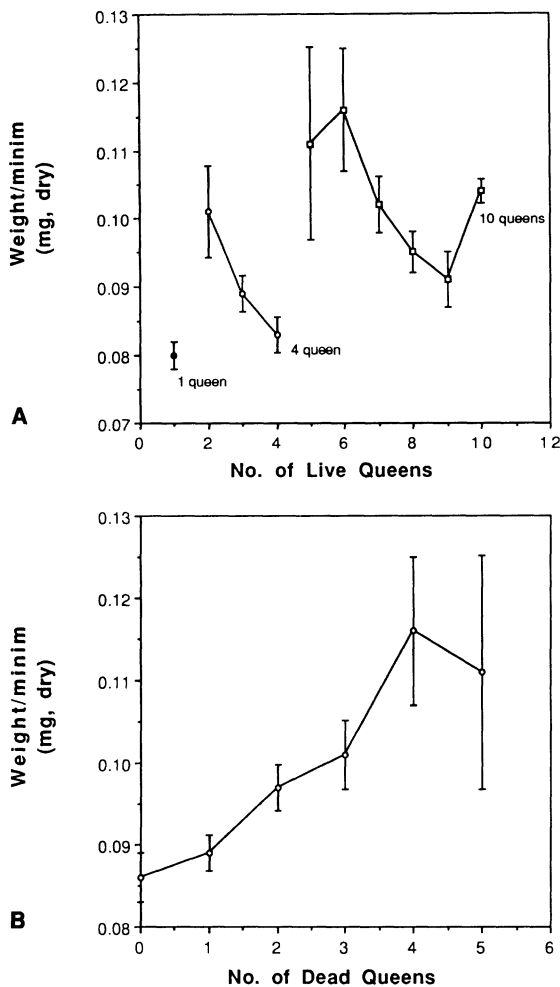 0.13
0.12
0.11
0.10
0.09
0.08
0.07
Weight/minim
(mg, dry)
10 queens
4 queen
1 queen
0 2 4 6 8 10 12
No. of Live Queens
A
0.13
0.12
0.11
0.10
0.09
0.08
Weight/minim
(mg, dry)
0 1 2 3 4 5 6
No. of Dead Queens
B